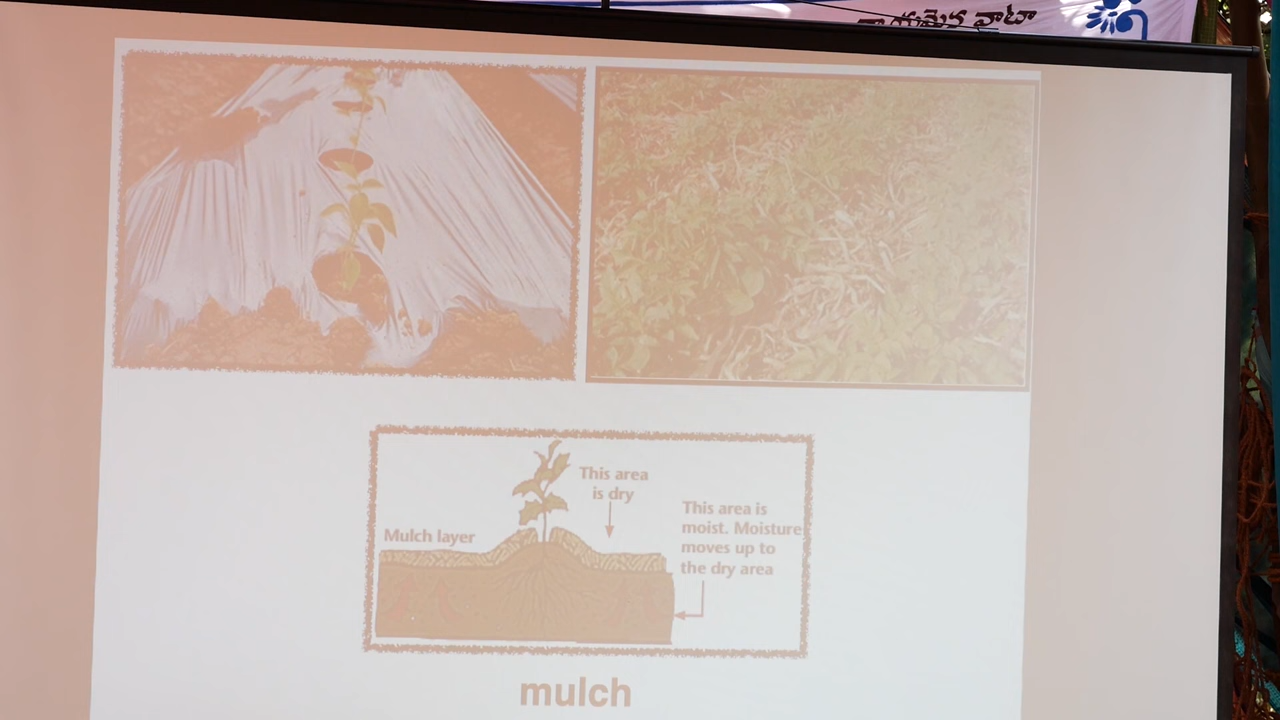 వాటా
This area
is dry
This area is
moist. Moisture
moves up to
the dry area
Mulch layer
mulch